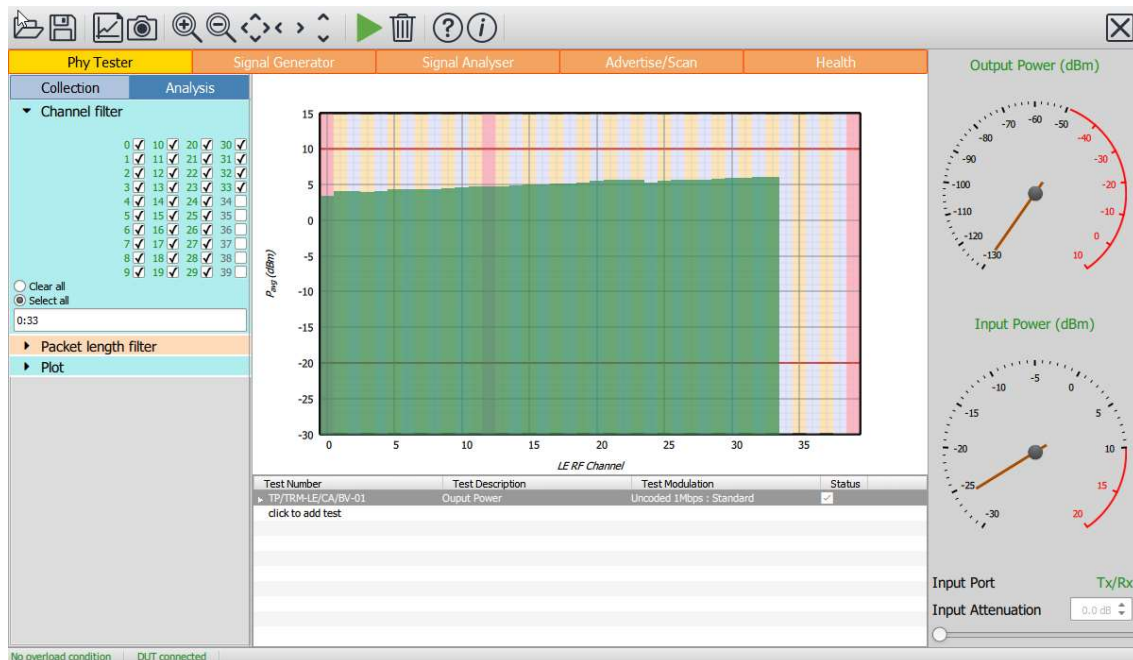 Phy Tester Signal Generator Signal Analyser Advertise/Scan Health
Collection Analysis
Channel filter
0 10 20 30
1 11 21 31
2 12 22 32
3 13 23 33
4 14 24 34
5 15 25 35
6 16 26 36
7 17 27 37
8 18 28 38
9 19 29 39
Clear all
Select all
0:33
Packet length filter
Plot
15
10
5
0
-5
-10
-15
-20
-25
-30
Pavg (dBm)
0 5 10 15 20 25 30 35
LE RF Channel
Test Number Test Description Test Modulation Status
TP/TRM-LE/CA/BV-01 Ouput Power Uncoded 1Mbps : Standard
click to add test
Output Power (dBm)
-130
-120
-110
-100
-90
-80
-70
-60
-50
-40
-30
-20
-10
0
10
Input Power (dBm)
-30
-25
-20
-15
-10
-5
0
5
10
15
20
Input Port Tx/Rx
Input Attenuation 0.0 dB
No overload condition DUT connected